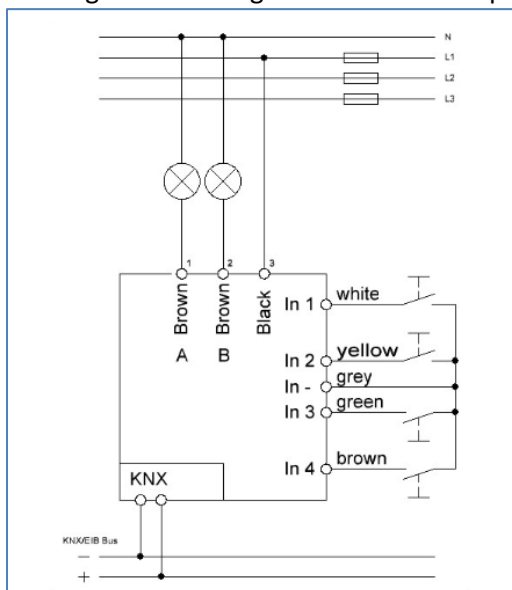 N
L1
L2
L3
1 2 3
Brown Brown Black
A B
In 1 white
In 2 yellow
In - grey
In 3 green
In 4 brown
KNX
KNX/EIB Bus
−
+